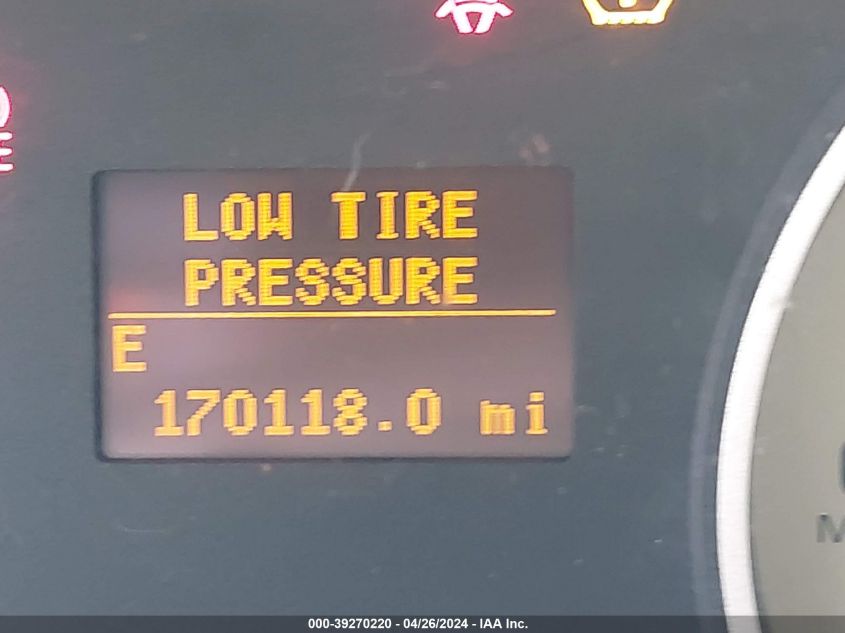 LOW TIRE
PRESSURE
E
170118.0 mi
000-39270220 - 04/26/2024 - IAA Inc.